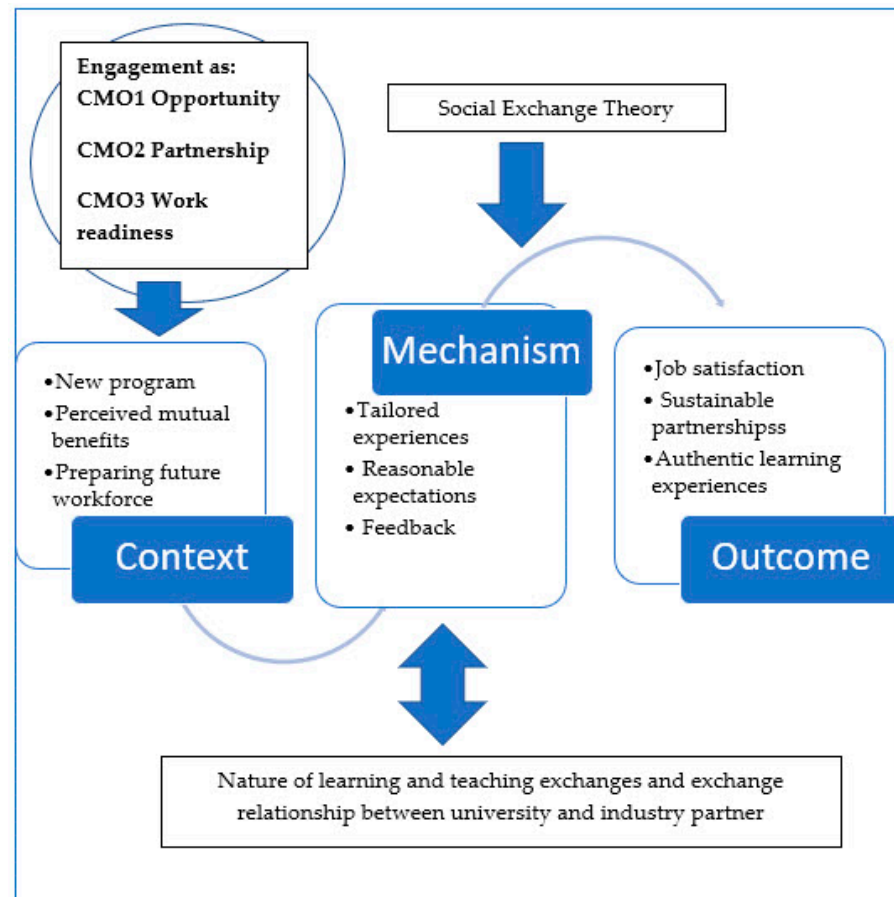 Engagement as:
CMO1 Opportunity
CMO2 Partnership
CMO3 Work
readiness
Social Exchange Theory
•New program
•Perceived mutual
benefits
•Preparing future
workforce
Context
Mechanism
•Tailored
experiences
• Reasonable
expectations
• Feedback
•Job satisfaction
• Sustainable
partnershipss
•Authentic learning
experiences
Outcome
Nature of learning and teaching exchanges and exchange
relationship between university and industry partner